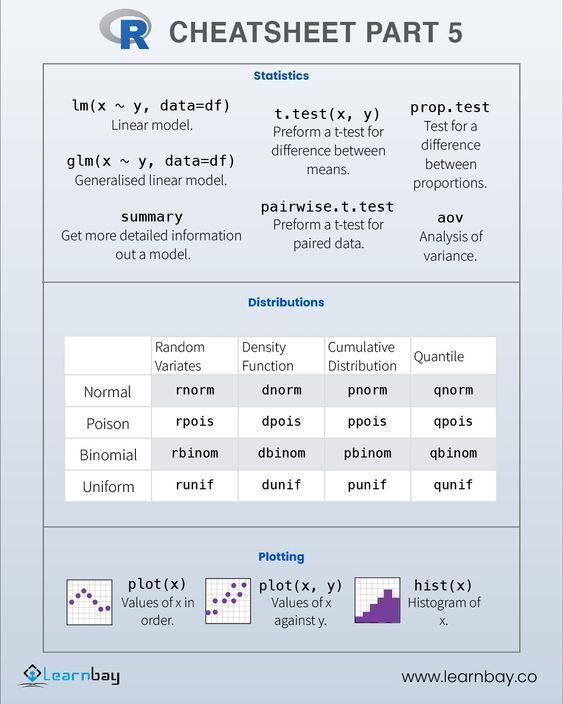 R CHEATSHEET PART 5
Statistics
lm(x ~ y, data=df)
Linear model.
glm(x ~ y, data=df)
Generalised linear model.
summary
Get more detailed information
out a model.
t.test(x, y)
Preform a t-test for
difference between
means.
pairwise.t.test
Preform a t-test for
paired data.
prop.test
Test for a
difference
between
proportions.
aov
Analysis of
variance.
Distributions
Random Variates Density Function Cumulative Distribution Quantile
Normal rnorm dnorm pnorm qnorm
Poison rpois dpois ppois qpois
Binomial rbinom dbinom pbinom qbinom
Uniform runif dunif punif qunif
Plotting
plot(x)
Values of x in
order.
plot(x, y)
Values of x
against y.
hist(x)
Histogram of
x.
Learnbay
www.learnbay.co